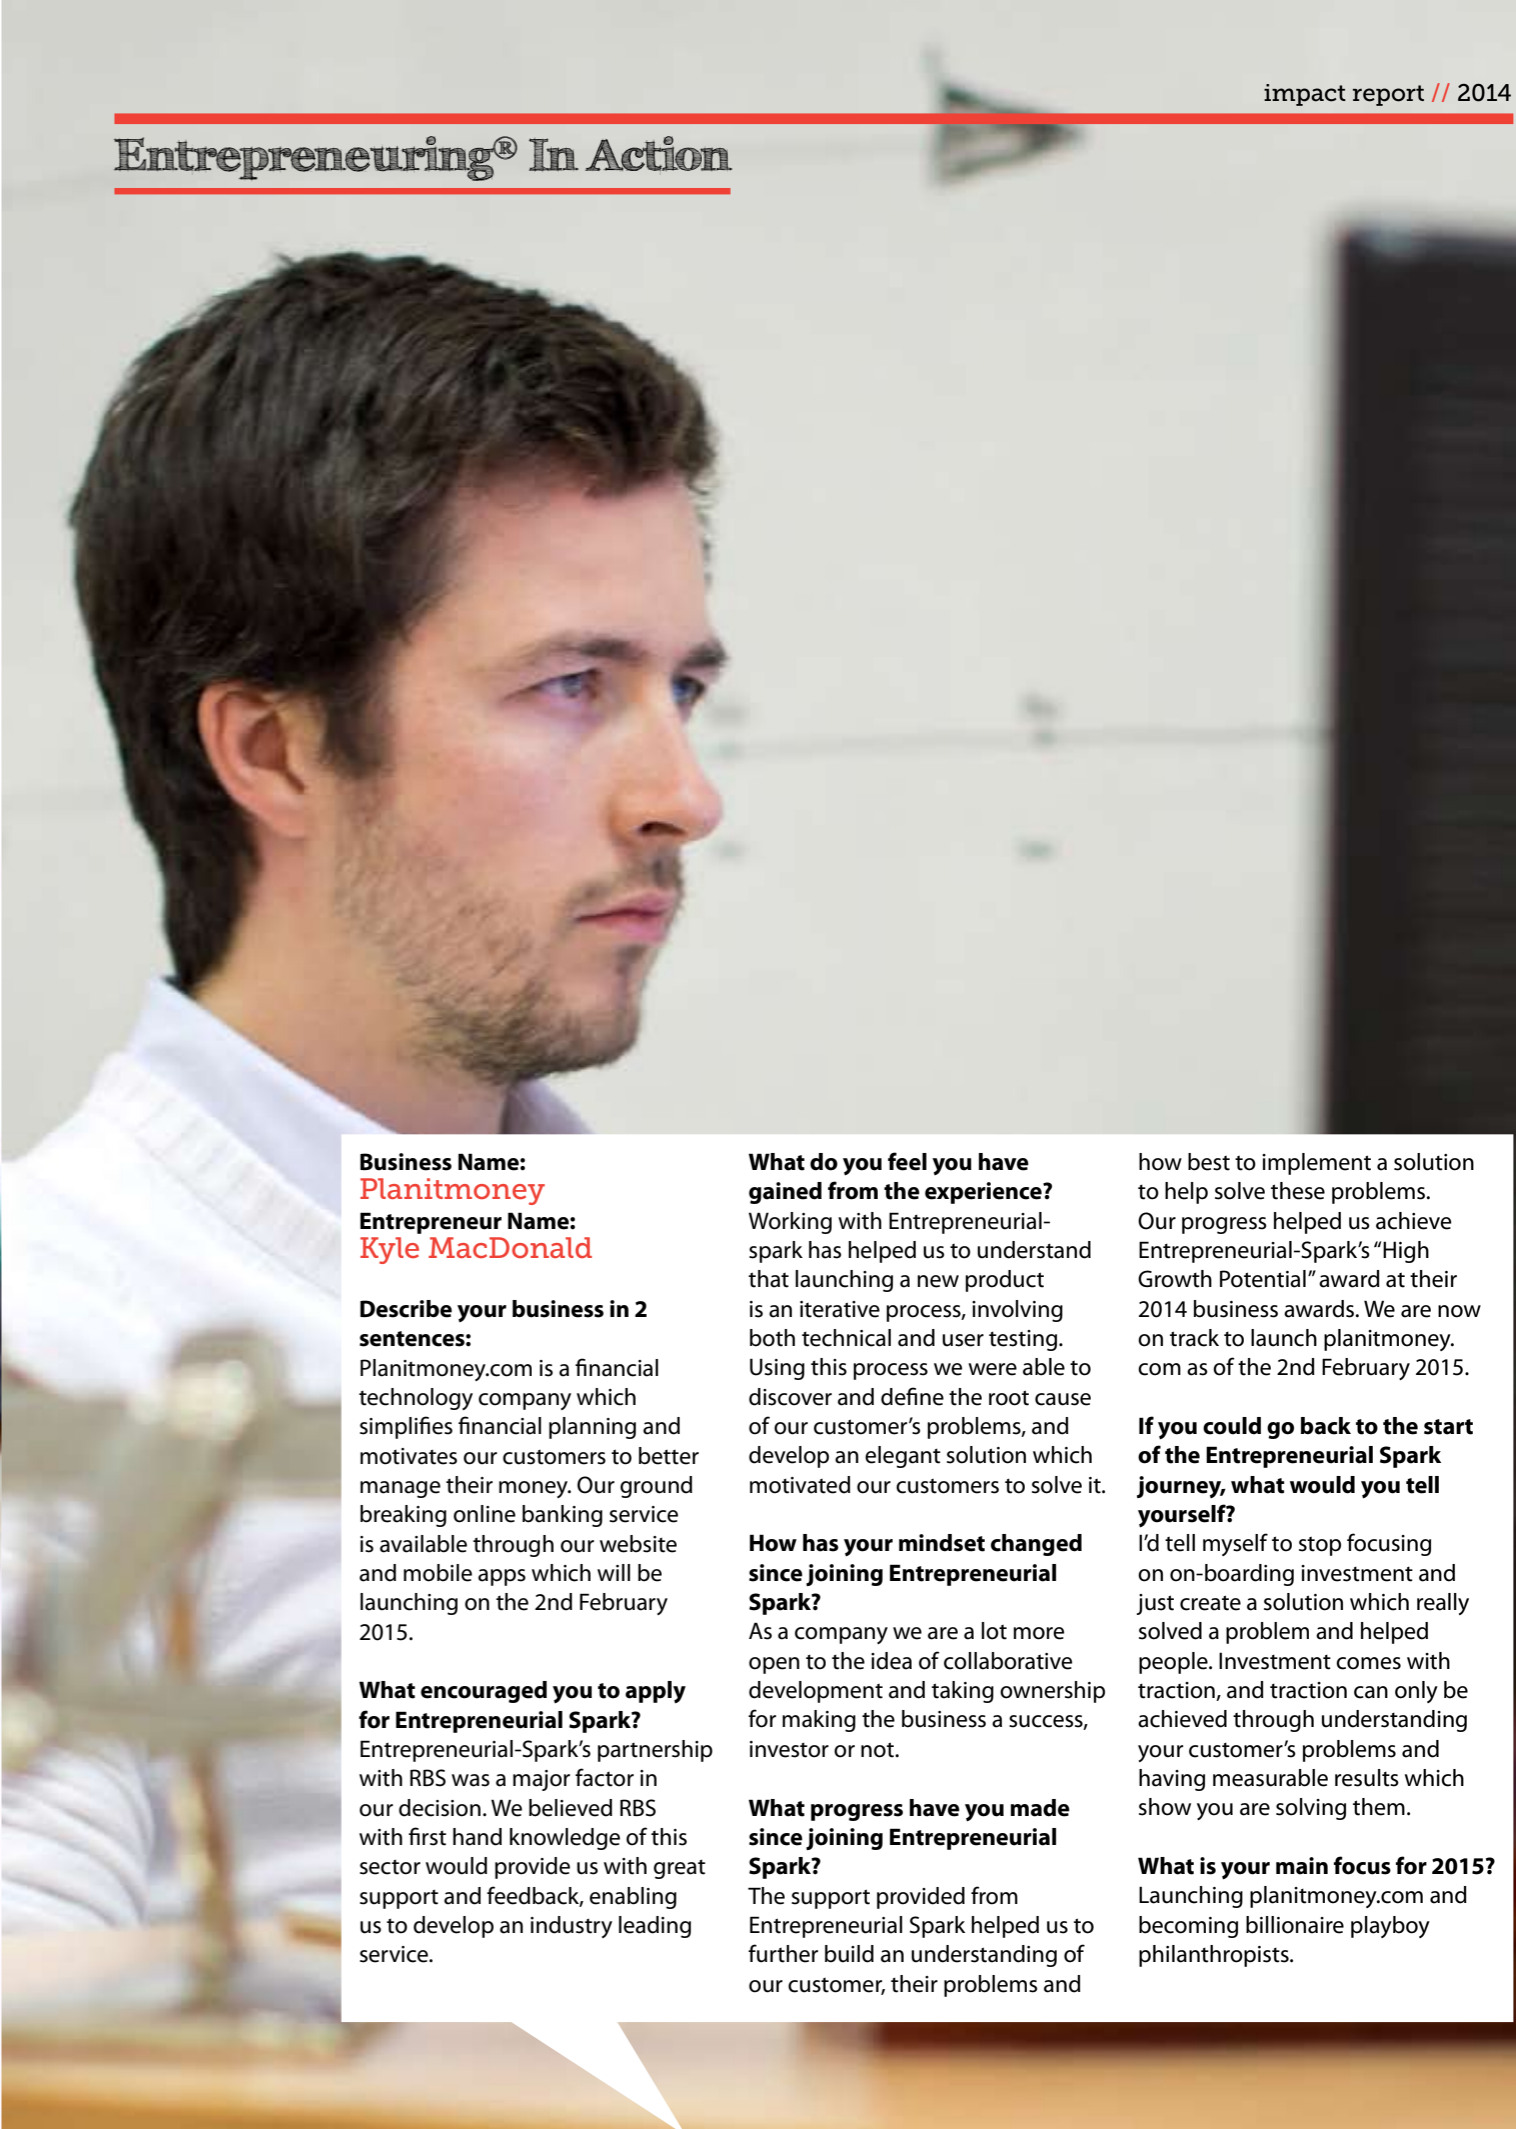 impact report // 2014
Entrepreneuring® In Action
Business Name:
Planitmoney
Entrepreneur Name:
Kyle MacDonald
Describe your business in 2
sentences:
Planitmoney.com is a financial
technology company which
simplifies financial planning and
motivates our customers to better
manage their money. Our ground
breaking online banking service
is available through our website
and mobile apps which will be
launching on the 2nd February
2015.
What encouraged you to apply
for Entrepreneurial Spark?
Entrepreneurial-Spark’s partnership
with RBS was a major factor in
our decision. We believed RBS
with first hand knowledge of this
sector would provide us with great
support and feedback, enabling
us to develop an industry leading
service.
What do you feel you have
gained from the experience?
Working with Entrepreneurial-
spark has helped us to understand
that launching a new product
is an iterative process, involving
both technical and user testing.
Using this process we were able to
discover and define the root cause
of our customer’s problems, and
develop an elegant solution which
motivated our customers to solve it.
How has your mindset changed
since joining Entrepreneurial
Spark?
As a company we are a lot more
open to the idea of collaborative
development and taking ownership
for making the business a success,
investor or not.
What progress have you made
since joining Entrepreneurial
Spark?
The support provided from
Entrepreneurial Spark helped us to
further build an understanding of
our customer, their problems and
how best to implement a solution
to help solve these problems.
Our progress helped us achieve
Entrepreneurial-Spark’s “High
Growth Potential” award at their
2014 business awards. We are now
on track to launch planitmoney.
com as of the 2nd February 2015.
If you could go back to the start
of the Entrepreneurial Spark
journey, what would you tell
yourself?
I’d tell myself to stop focusing
on on-boarding investment and
just create a solution which really
solved a problem and helped
people. Investment comes with
traction, and traction can only be
achieved through understanding
your customer’s problems and
having measurable results which
show you are solving them.
What is your main focus for 2015?
Launching planitmoney.com and
becoming billionaire playboy
philanthropists.